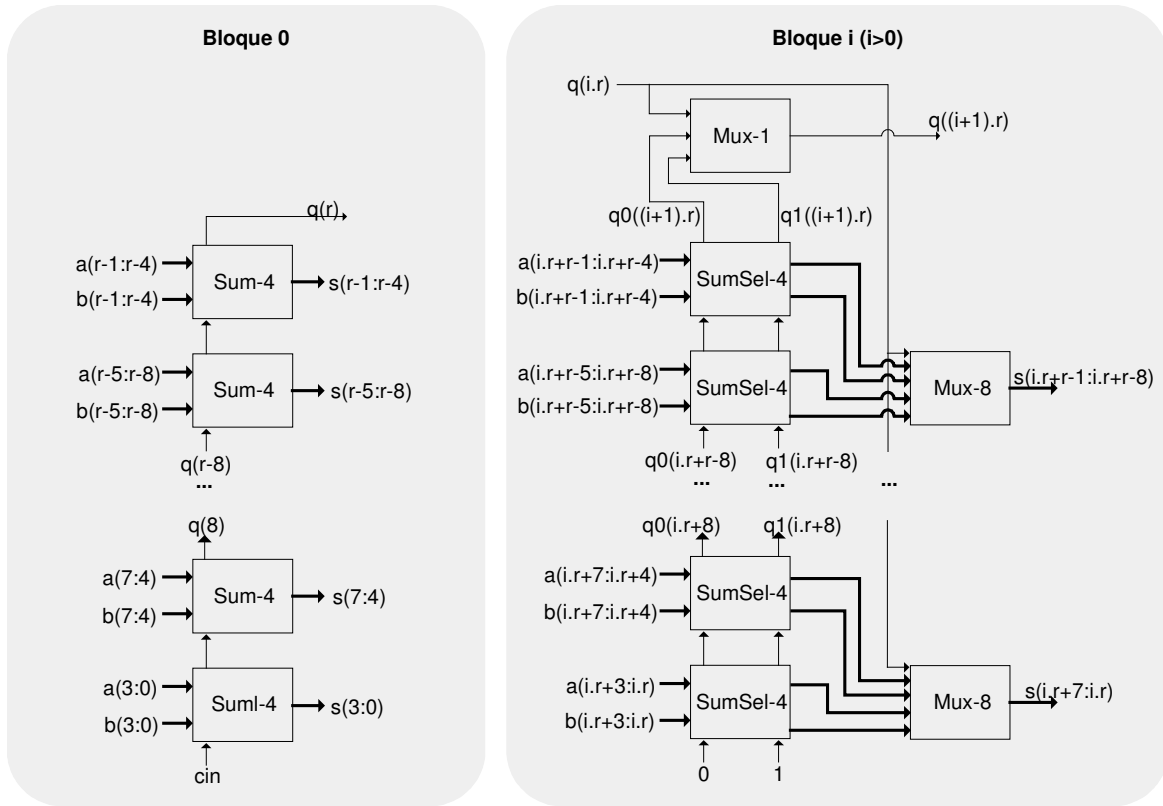 Bloque 0
q(r)
a(r-1:r-4)
b(r-1:r-4)
Sum-4
s(r-1:r-4)
a(r-5:r-8)
b(r-5:r-8)
Sum-4
s(r-5:r-8)
q(r-8)
...
q(8)
a(7:4)
b(7:4)
Sum-4
s(7:4)
a(3:0)
b(3:0)
Suml-4
s(3:0)
cin
Bloque i (i>0)
q(i.r)
Mux-1
q((i+1).r)
q0((i+1).r)
q1((i+1).r)
a(i.r+r-1:i.r+r-4)
b(i.r+r-1:i.r+r-4)
SumSel-4
a(i.r+r-5:i.r+r-8)
b(i.r+r-5:i.r+r-8)
SumSel-4
Mux-8
s(i.r+r-1:i.r+r-8)
q0(i.r+r-8)
q1(i.r+r-8)
... ... ...
q0(i.r+8)
q1(i.r+8)
a(i.r+7:i.r+4)
b(i.r+7:i.r+4)
SumSel-4
a(i.r+3:i.r)
b(i.r+3:i.r)
SumSel-4
Mux-8
s(i.r+7:i.r)
0
1